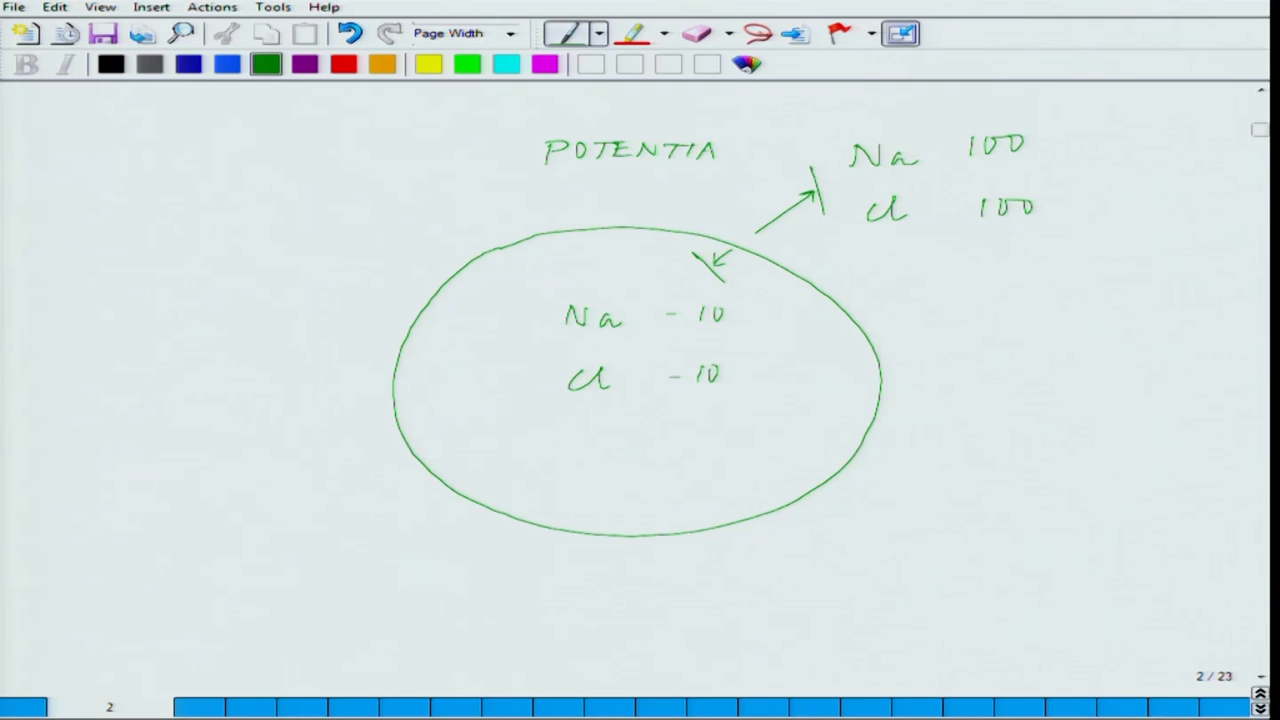 File Edit View Insert Actions Tools Help
Page Width
B I
POTENTIA
Na 100
Cl 100
Na - 10
Cl - 10
2 / 23
2